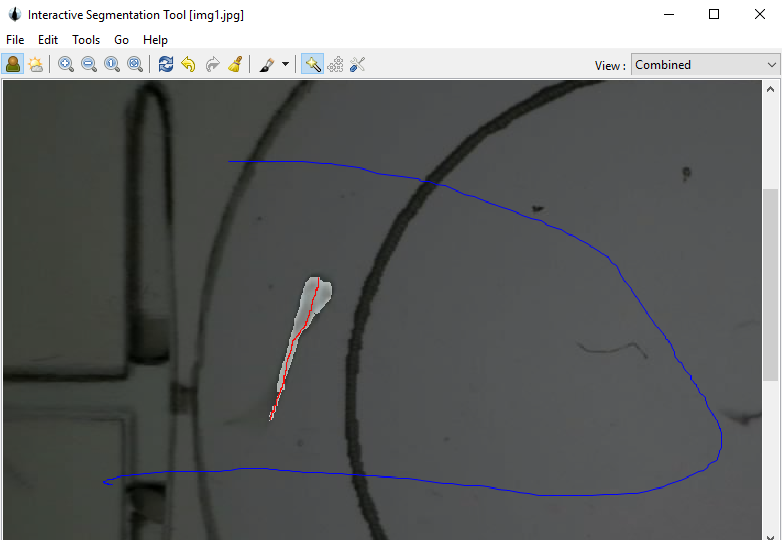 Interactive Segmentation Tool [img1.jpg]
File Edit Tools Go Help
View : Combined